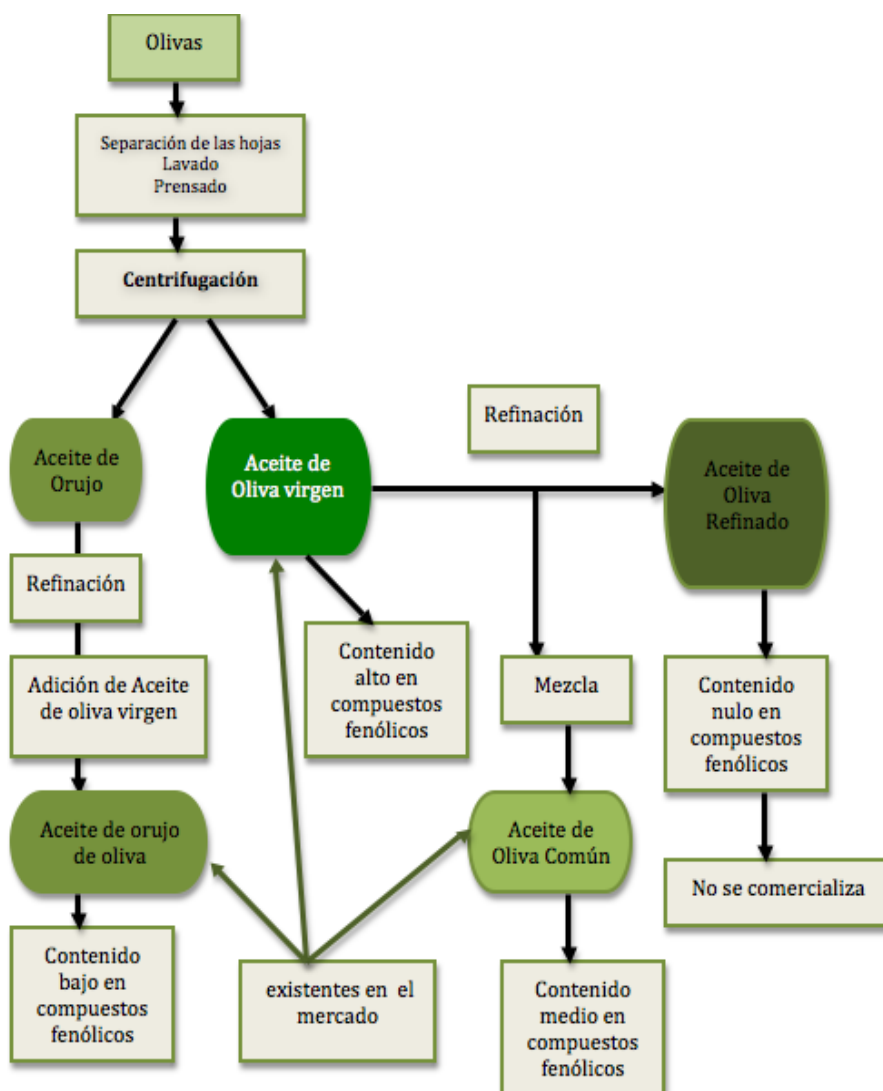 Olivas
Separación de las hojas
Lavado
Prensado
Centrifugación
Refinación
Aceite de
Orujo
Aceite de
Oliva virgen
Aceite de
Oliva
Refinado
Refinación
Contenido
alto en
compuestos
fenólicos
Adición de Aceite
de oliva virgen
Mezcla
Contenido
nulo en
compuestos
fenólicos
Aceite de orujo
de oliva
Aceite de
Oliva Común
No se comercializa
Contenido
bajo en
compuestos
fenólicos
existentes en el
mercado
Contenido
medio en
compuestos
fenólicos